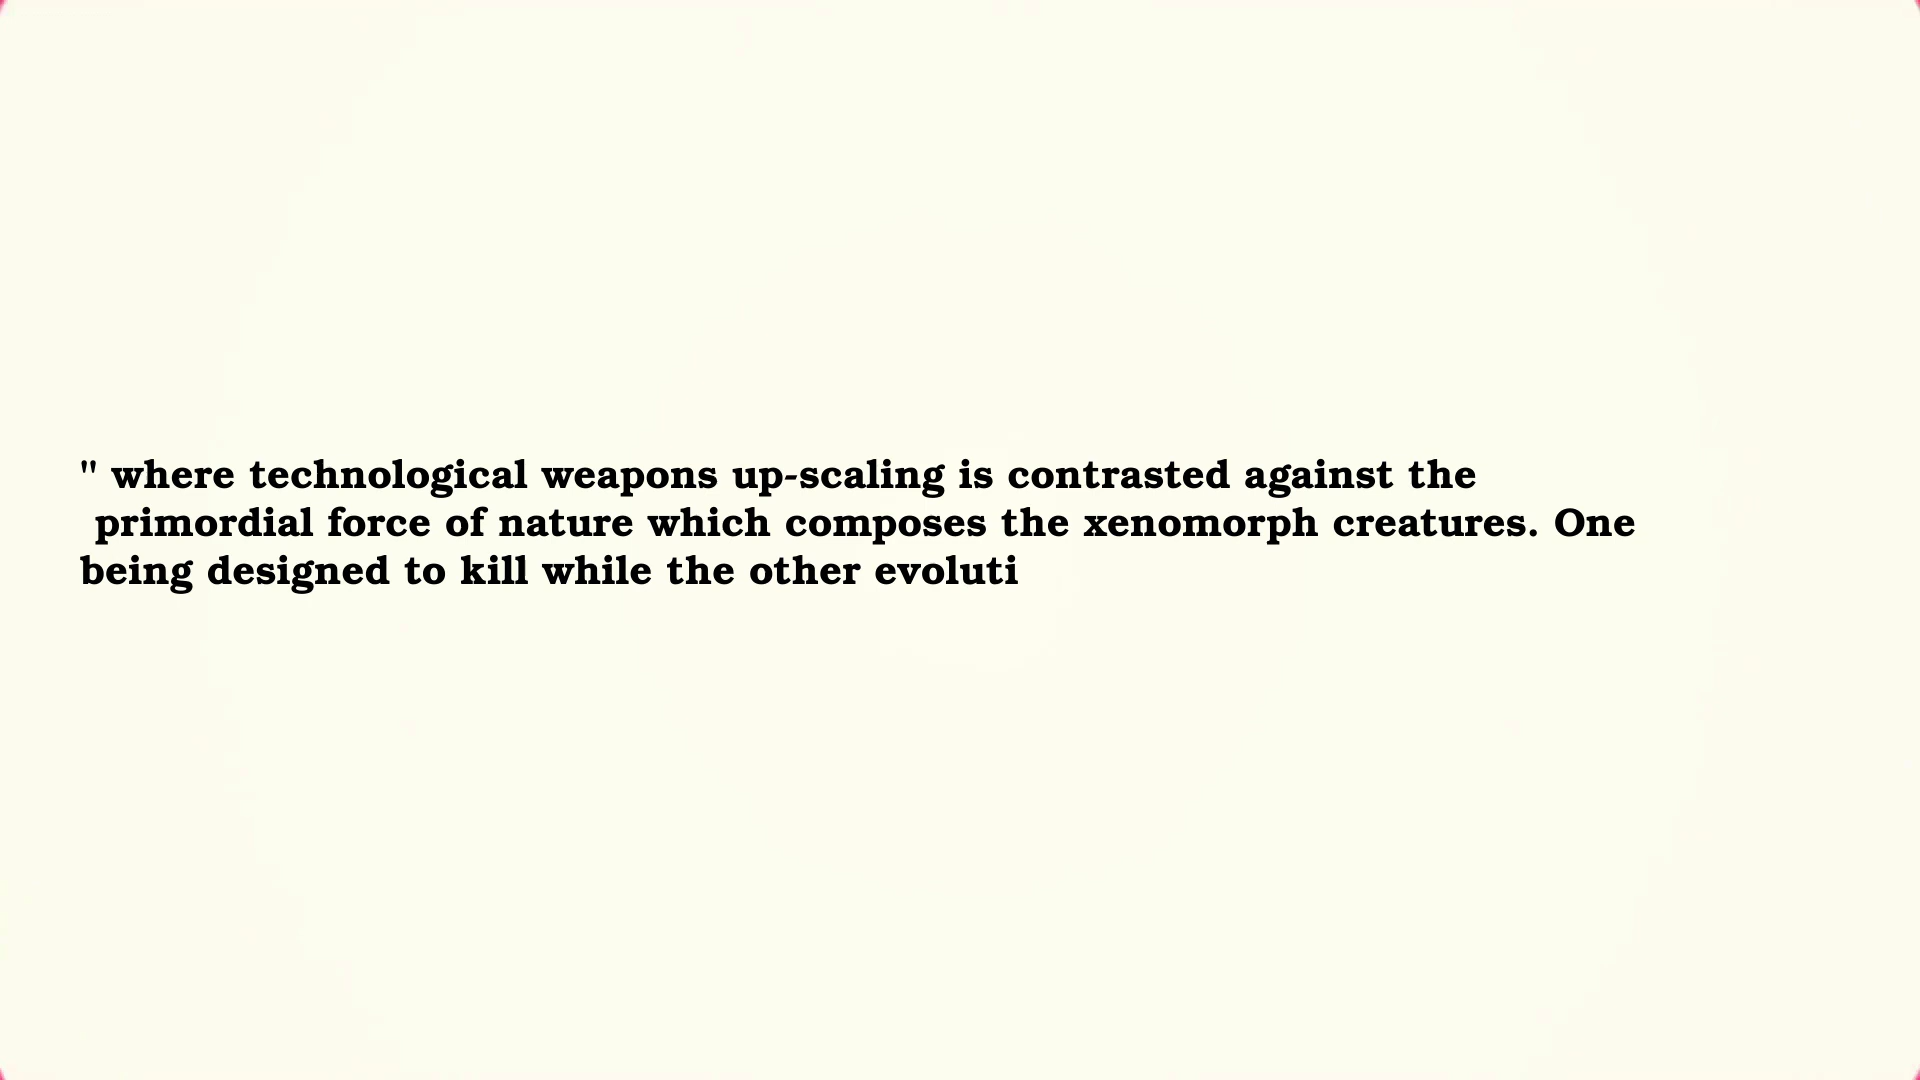 " where technological weapons up-scaling is contrasted against the
primordial force of nature which composes the xenomorph creatures. One
being designed to kill while the other evoluti